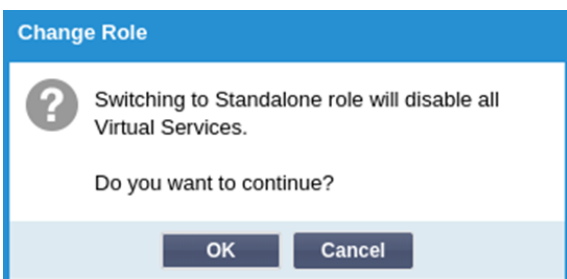 Change Role
?
Switching to Standalone role will disable all
Virtual Services.
Do you want to continue?
OK
Cancel